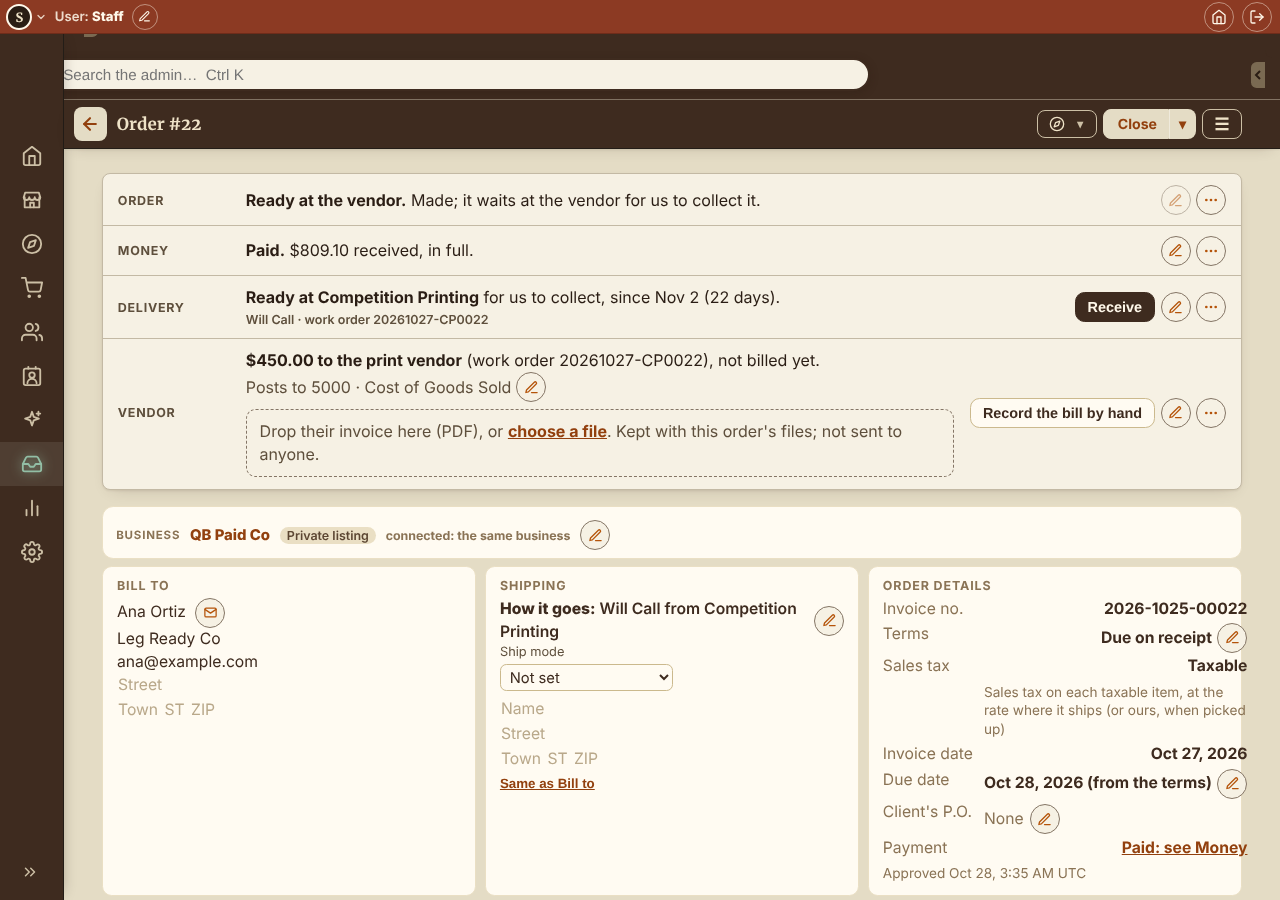 S User: Staff
Search the admin… Ctrl K
Order #22
▼
Close ▼
ORDER
Ready at the vendor. Made; it waits at the vendor for us to collect it.
MONEY
Paid. $809.10 received, in full.
DELIVERY
Ready at Competition Printing for us to collect, since Nov 2 (22 days).
Will Call · work order 20261027-CP0022
Receive
VENDOR
$450.00 to the print vendor (work order 20261027-CP0022), not billed yet.
Posts to 5000 · Cost of Goods Sold
Drop their invoice here (PDF), or choose a file. Kept with this order's files; not sent to
anyone.
Record the bill by hand
BUSINESS QB Paid Co Private listing connected: the same business
BILL TO
Ana Ortiz
Leg Ready Co
ana@example.com
Street
Town ST ZIP
SHIPPING
How it goes: Will Call from Competition
Printing
Ship mode
Not set
Name
Street
Town ST ZIP
Same as Bill to
ORDER DETAILS
Invoice no. 2026-1025-00022
Terms Due on receipt
Sales tax Taxable
Sales tax on each taxable item, at the
rate where it ships (or ours, when picked
up)
Invoice date Oct 27, 2026
Due date Oct 28, 2026 (from the terms)
Client's P.O. None
Payment Paid: see Money
Approved Oct 28, 3:35 AM UTC